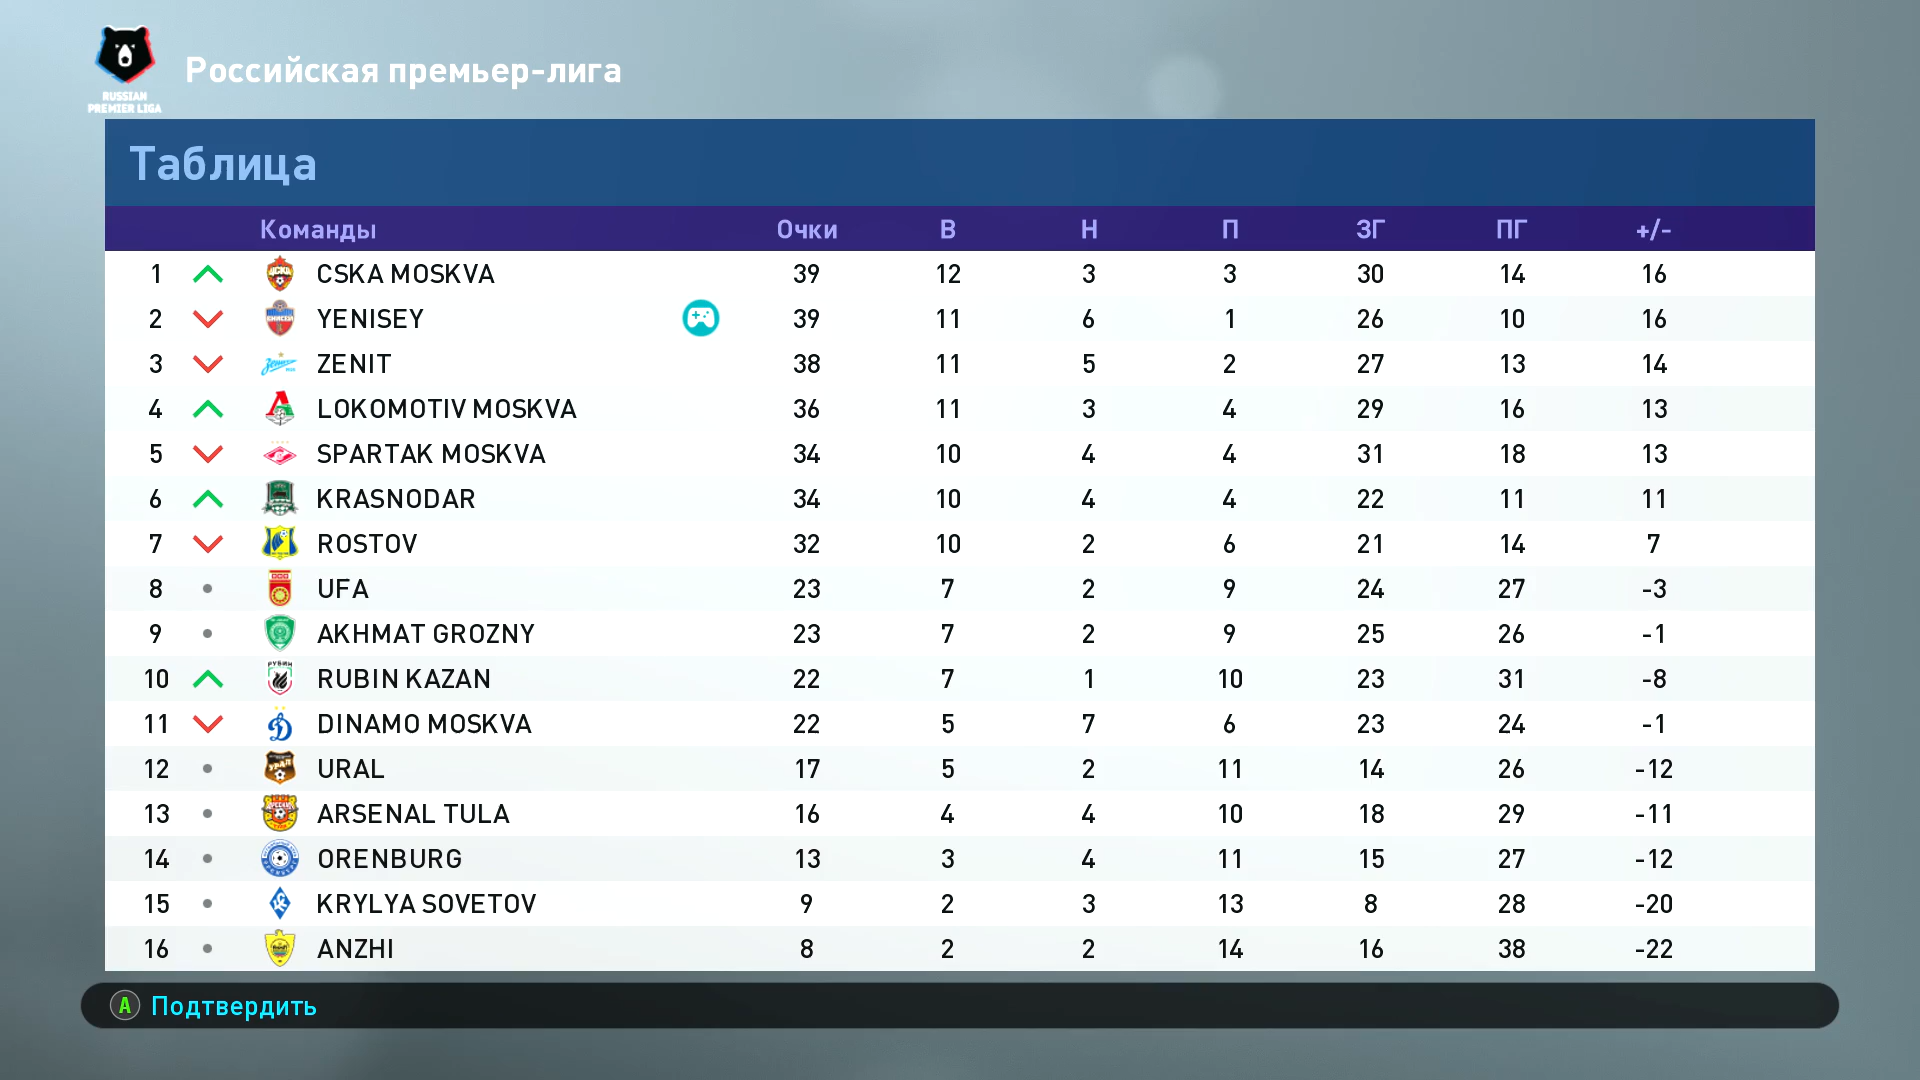 RUSSIAN
PREMIER LIGA
Российская премьер-лига
Таблица
Команды Очки В Н П ЗГ ПГ +/-
1 CSKA MOSKVA 39 12 3 3 30 14 16
2 YENISEY 39 11 6 1 26 10 16
3 ZENIT 38 11 5 2 27 13 14
4 LOKOMOTIV MOSKVA 36 11 3 4 29 16 13
5 SPARTAK MOSKVA 34 10 4 4 31 18 13
6 KRASNODAR 34 10 4 4 22 11 11
7 ROSTOV 32 10 2 6 21 14 7
8 UFA 23 7 2 9 24 27 -3
9 AKHMAT GROZNY 23 7 2 9 25 26 -1
10 RUBIN KAZAN 22 7 1 10 23 31 -8
11 DINAMO MOSKVA 22 5 7 6 23 24 -1
12 URAL 17 5 2 11 14 26 -12
13 ARSENAL TULA 16 4 4 10 18 29 -11
14 ORENBURG 13 3 4 11 15 27 -12
15 KRYLYA SOVETOV 9 2 3 13 8 28 -20
16 ANZHI 8 2 2 14 16 38 -22
A Подтвердить